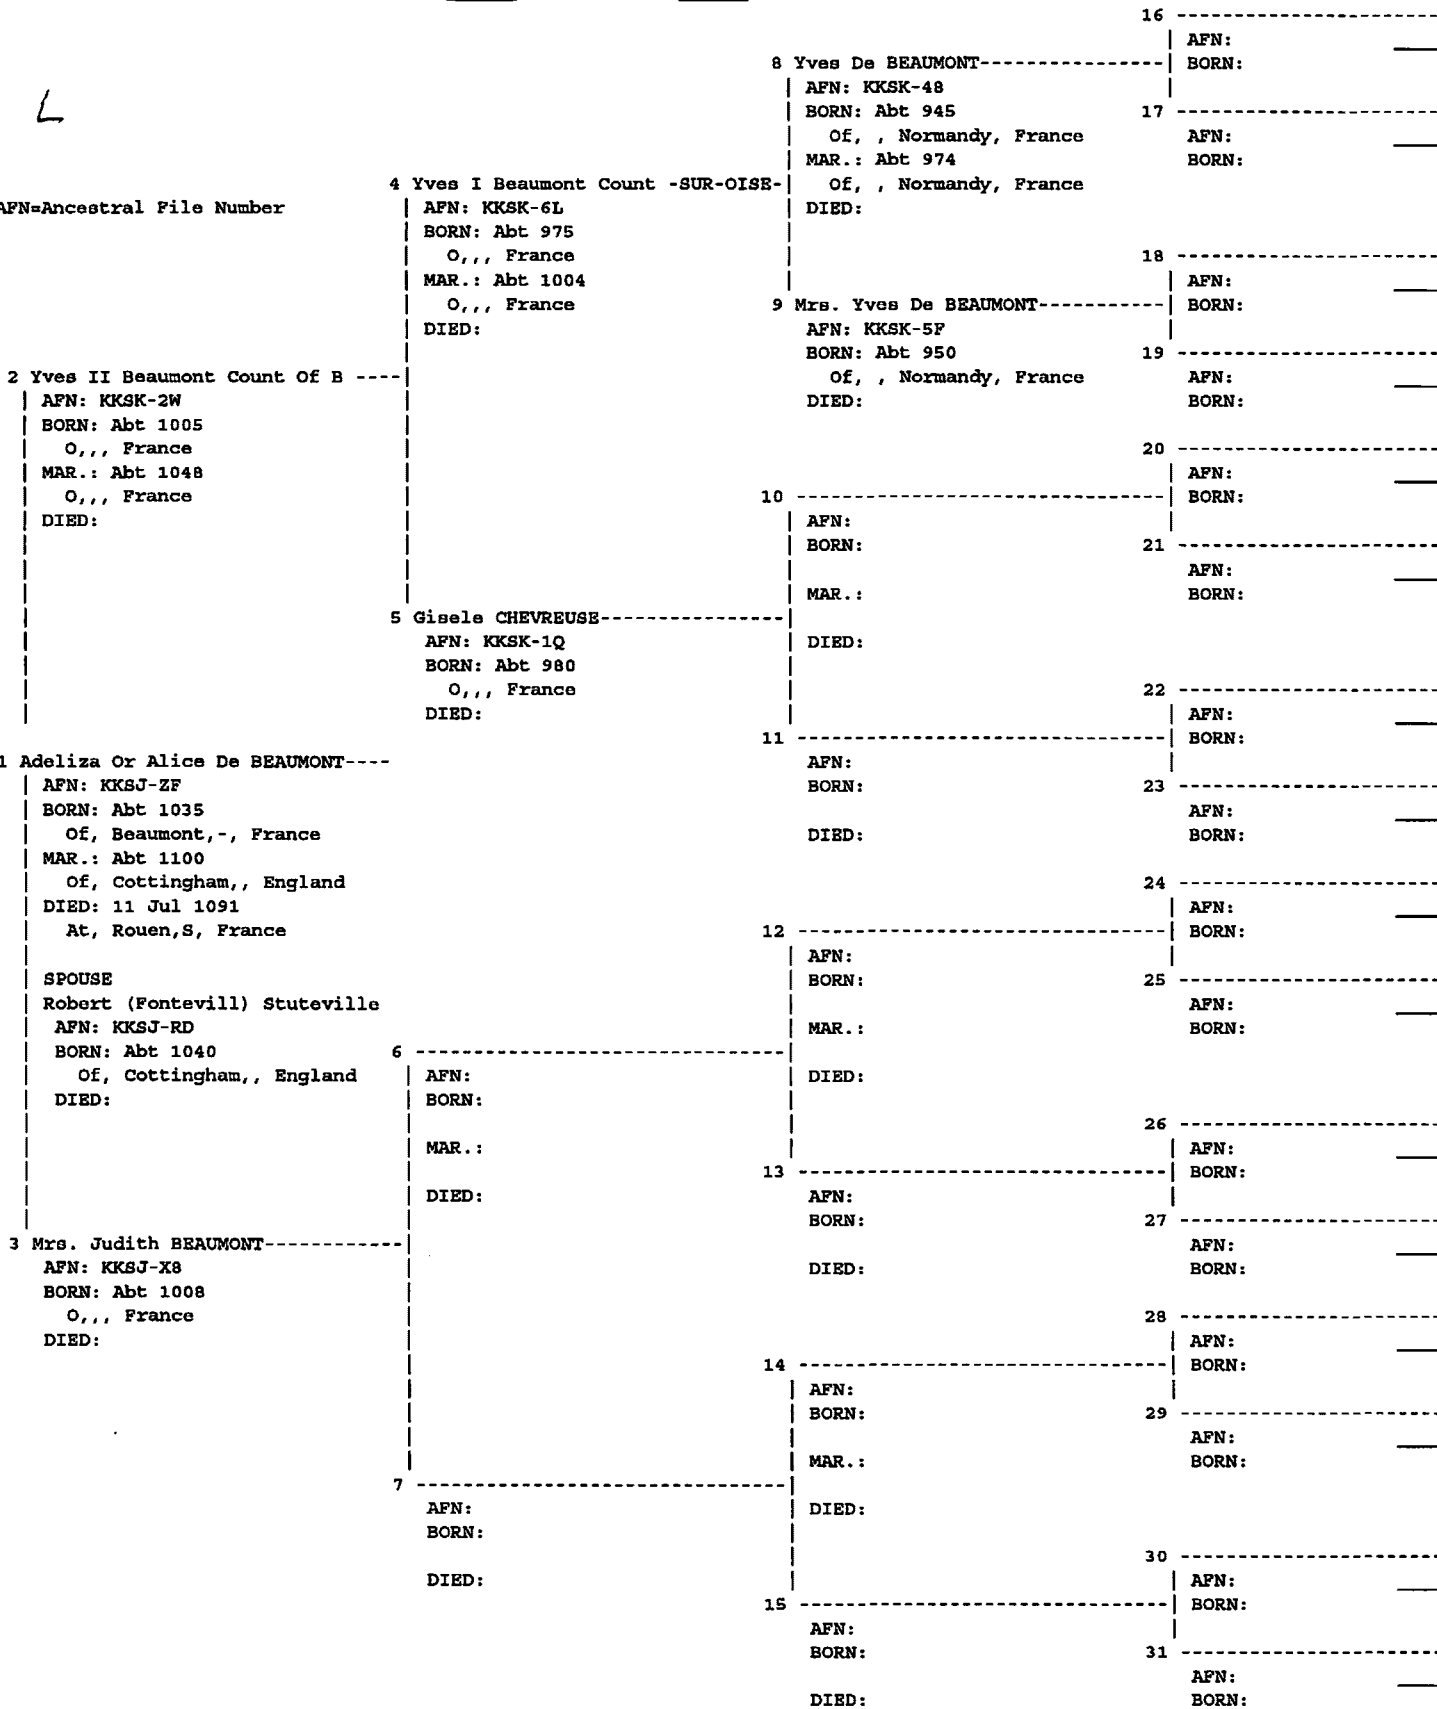 L
AFN=Ancestral File Number
2 Yves II Beaumont Count Of B ----
AFN: KKSK-2W
BORN: Abt 1005
O,,, France
MAR.: Abt 1048
O,,, France
DIED:
1 Adeliza Or Alice De BEAUMONT----
AFN: KKSJ-ZF
BORN: Abt 1035
Of, Beaumont,-, France
MAR.: Abt 1100
Of, Cottingham,, England
DIED: 11 Jul 1091
At, Rouen,S, France
SPOUSE
Robert (Fontevill) Stuteville
AFN: KKSJ-RD
BORN: Abt 1040
Of, Cottingham,, England
DIED:
3 Mrs. Judith BEAUMONT------------
AFN: KKSJ-X8
BORN: Abt 1008
O,,, France
DIED:
4 Yves I Beaumont Count -SUR-OISE-
AFN: KKSK-6L
BORN: Abt 975
O,,, France
MAR.: Abt 1004
O,,, France
DIED:
5 Gisele CHEVREUSE----------------
AFN: KKSK-1Q
BORN: Abt 980
O,,, France
DIED:
6
AFN:
BORN:
MAR.:
DIED:
7
AFN:
BORN:
DIED:
8 Yves De BEAUMONT----------------
AFN: KKSK-48
BORN: Abt 945
Of, , Normandy, France
MAR.: Abt 974
Of, , Normandy, France
DIED:
9 Mrs. Yves De BEAUMONT-----------
AFN: KKSK-5F
BORN: Abt 950
Of, , Normandy, France
DIED:
10
AFN:
BORN:
MAR.:
DIED:
11
AFN:
BORN:
DIED:
12
AFN:
BORN:
MAR.:
DIED:
13
AFN:
BORN:
DIED:
14
AFN:
BORN:
MAR.:
DIED:
15
AFN:
BORN:
DIED:
16
AFN:
BORN:
17
AFN:
BORN:
18
AFN:
BORN:
19
AFN:
BORN:
20
AFN:
BORN:
21
AFN:
BORN:
22
AFN:
BORN:
23
AFN:
BORN:
24
AFN:
BORN:
25
AFN:
BORN:
26
AFN:
BORN:
27
AFN:
BORN:
28
AFN:
BORN:
29
AFN:
BORN:
30
AFN:
BORN:
31
AFN:
BORN: